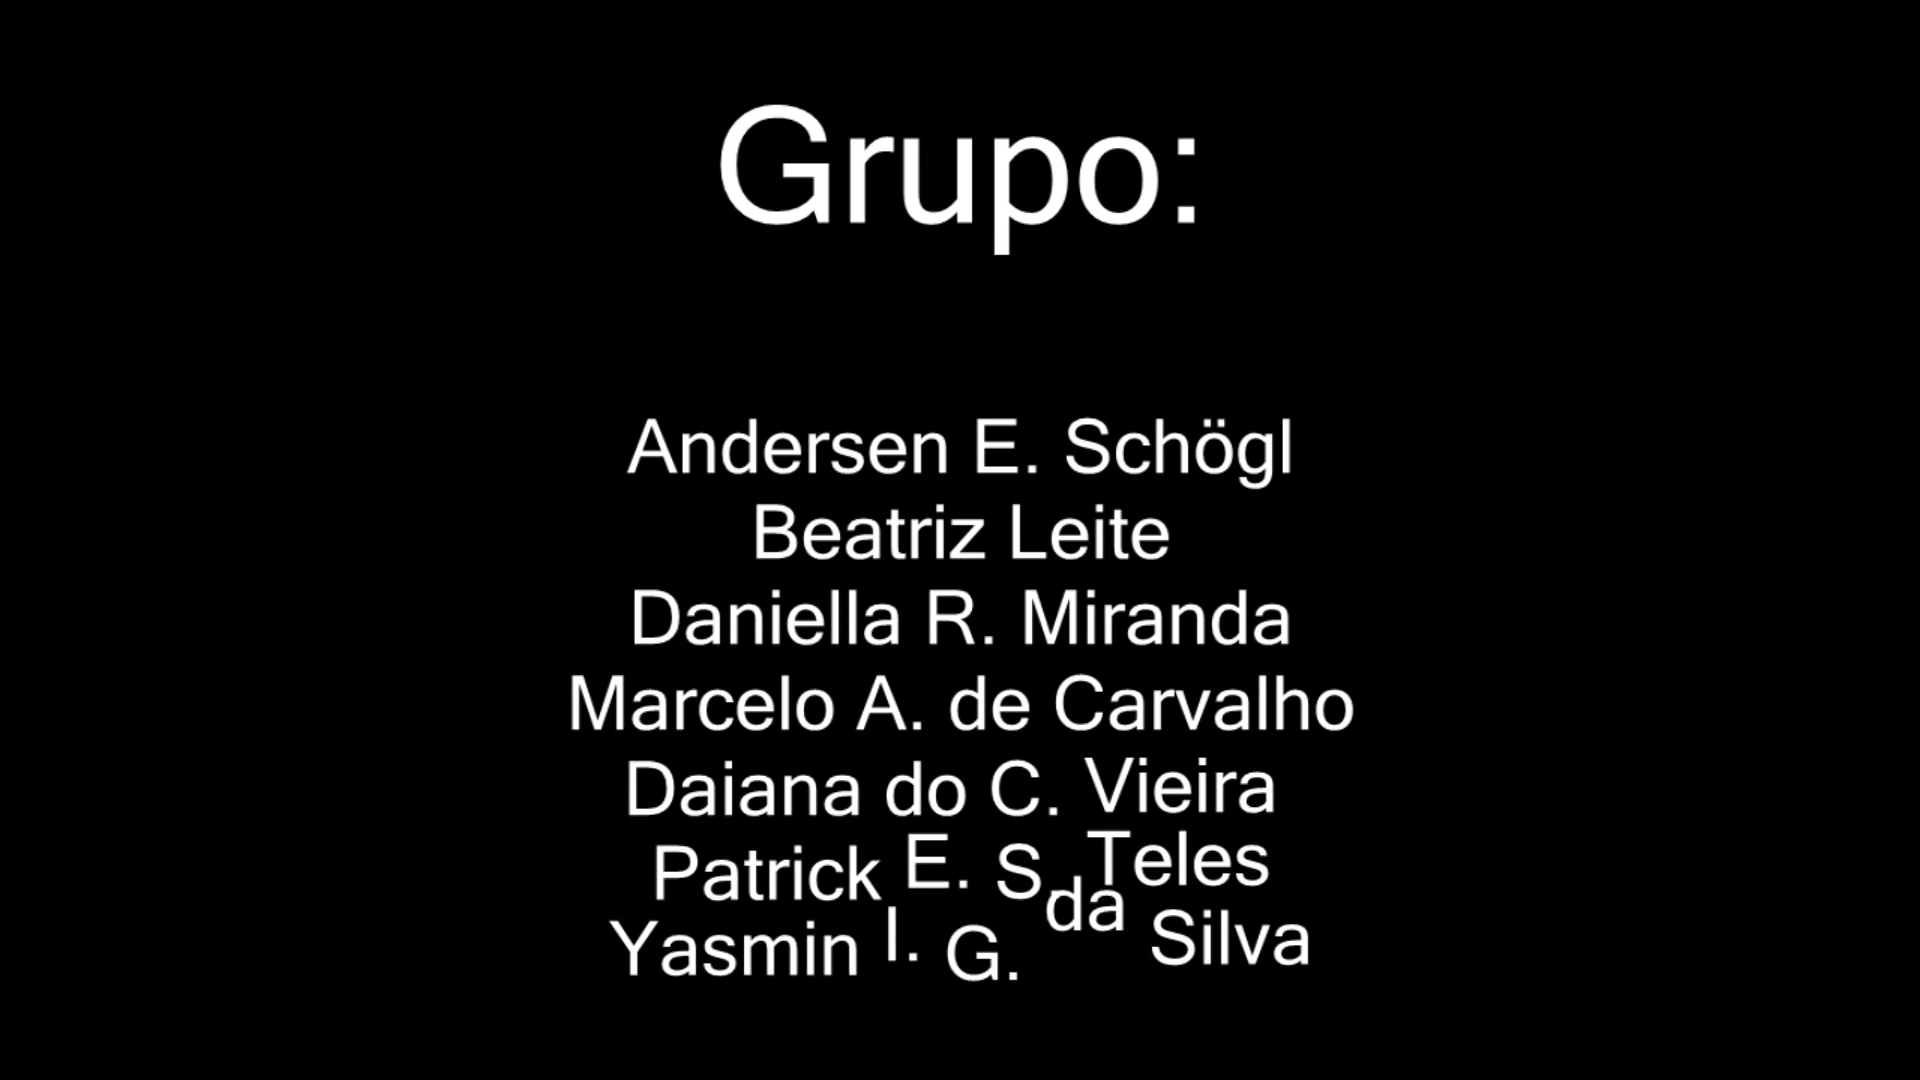 Grupo:
Andersen E. Schögl
Beatriz Leite
Daniella R. Miranda
Marcelo A. de Carvalho
Daiana do C. Vieira
Patrick E. S. Teles
Yasmin I. G. da Silva